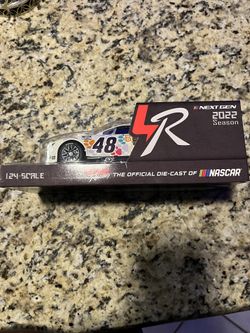 NEXT GEN
2022
Season
48
1:24 SCALE
THE OFFICIAL DIE-CAST OF NASCAR